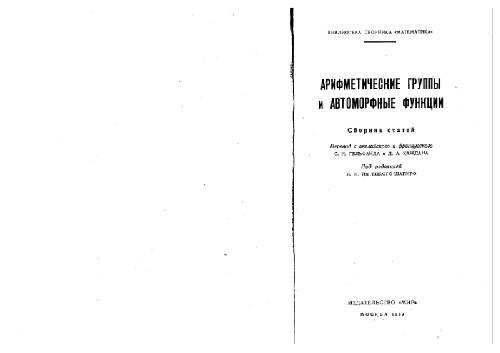 БИБЛИОТЕКА СБОРНИКА «МАТЕМАТИКА»
АРИФМЕТИЧЕСКИЕ ГРУППЫ
и АВТОМОРФНЫЕ ФУНКЦИИ
Сборник статей
Перевод с английского и французского
С. И. ГЕЛЬФАНДА и Д. А. КАЖДАНА
Под редакцией
ПЯТЕЦКОГО-ШАПИРО
ИЗДАТЕЛЬСТВО «МИР»
МОСКВА